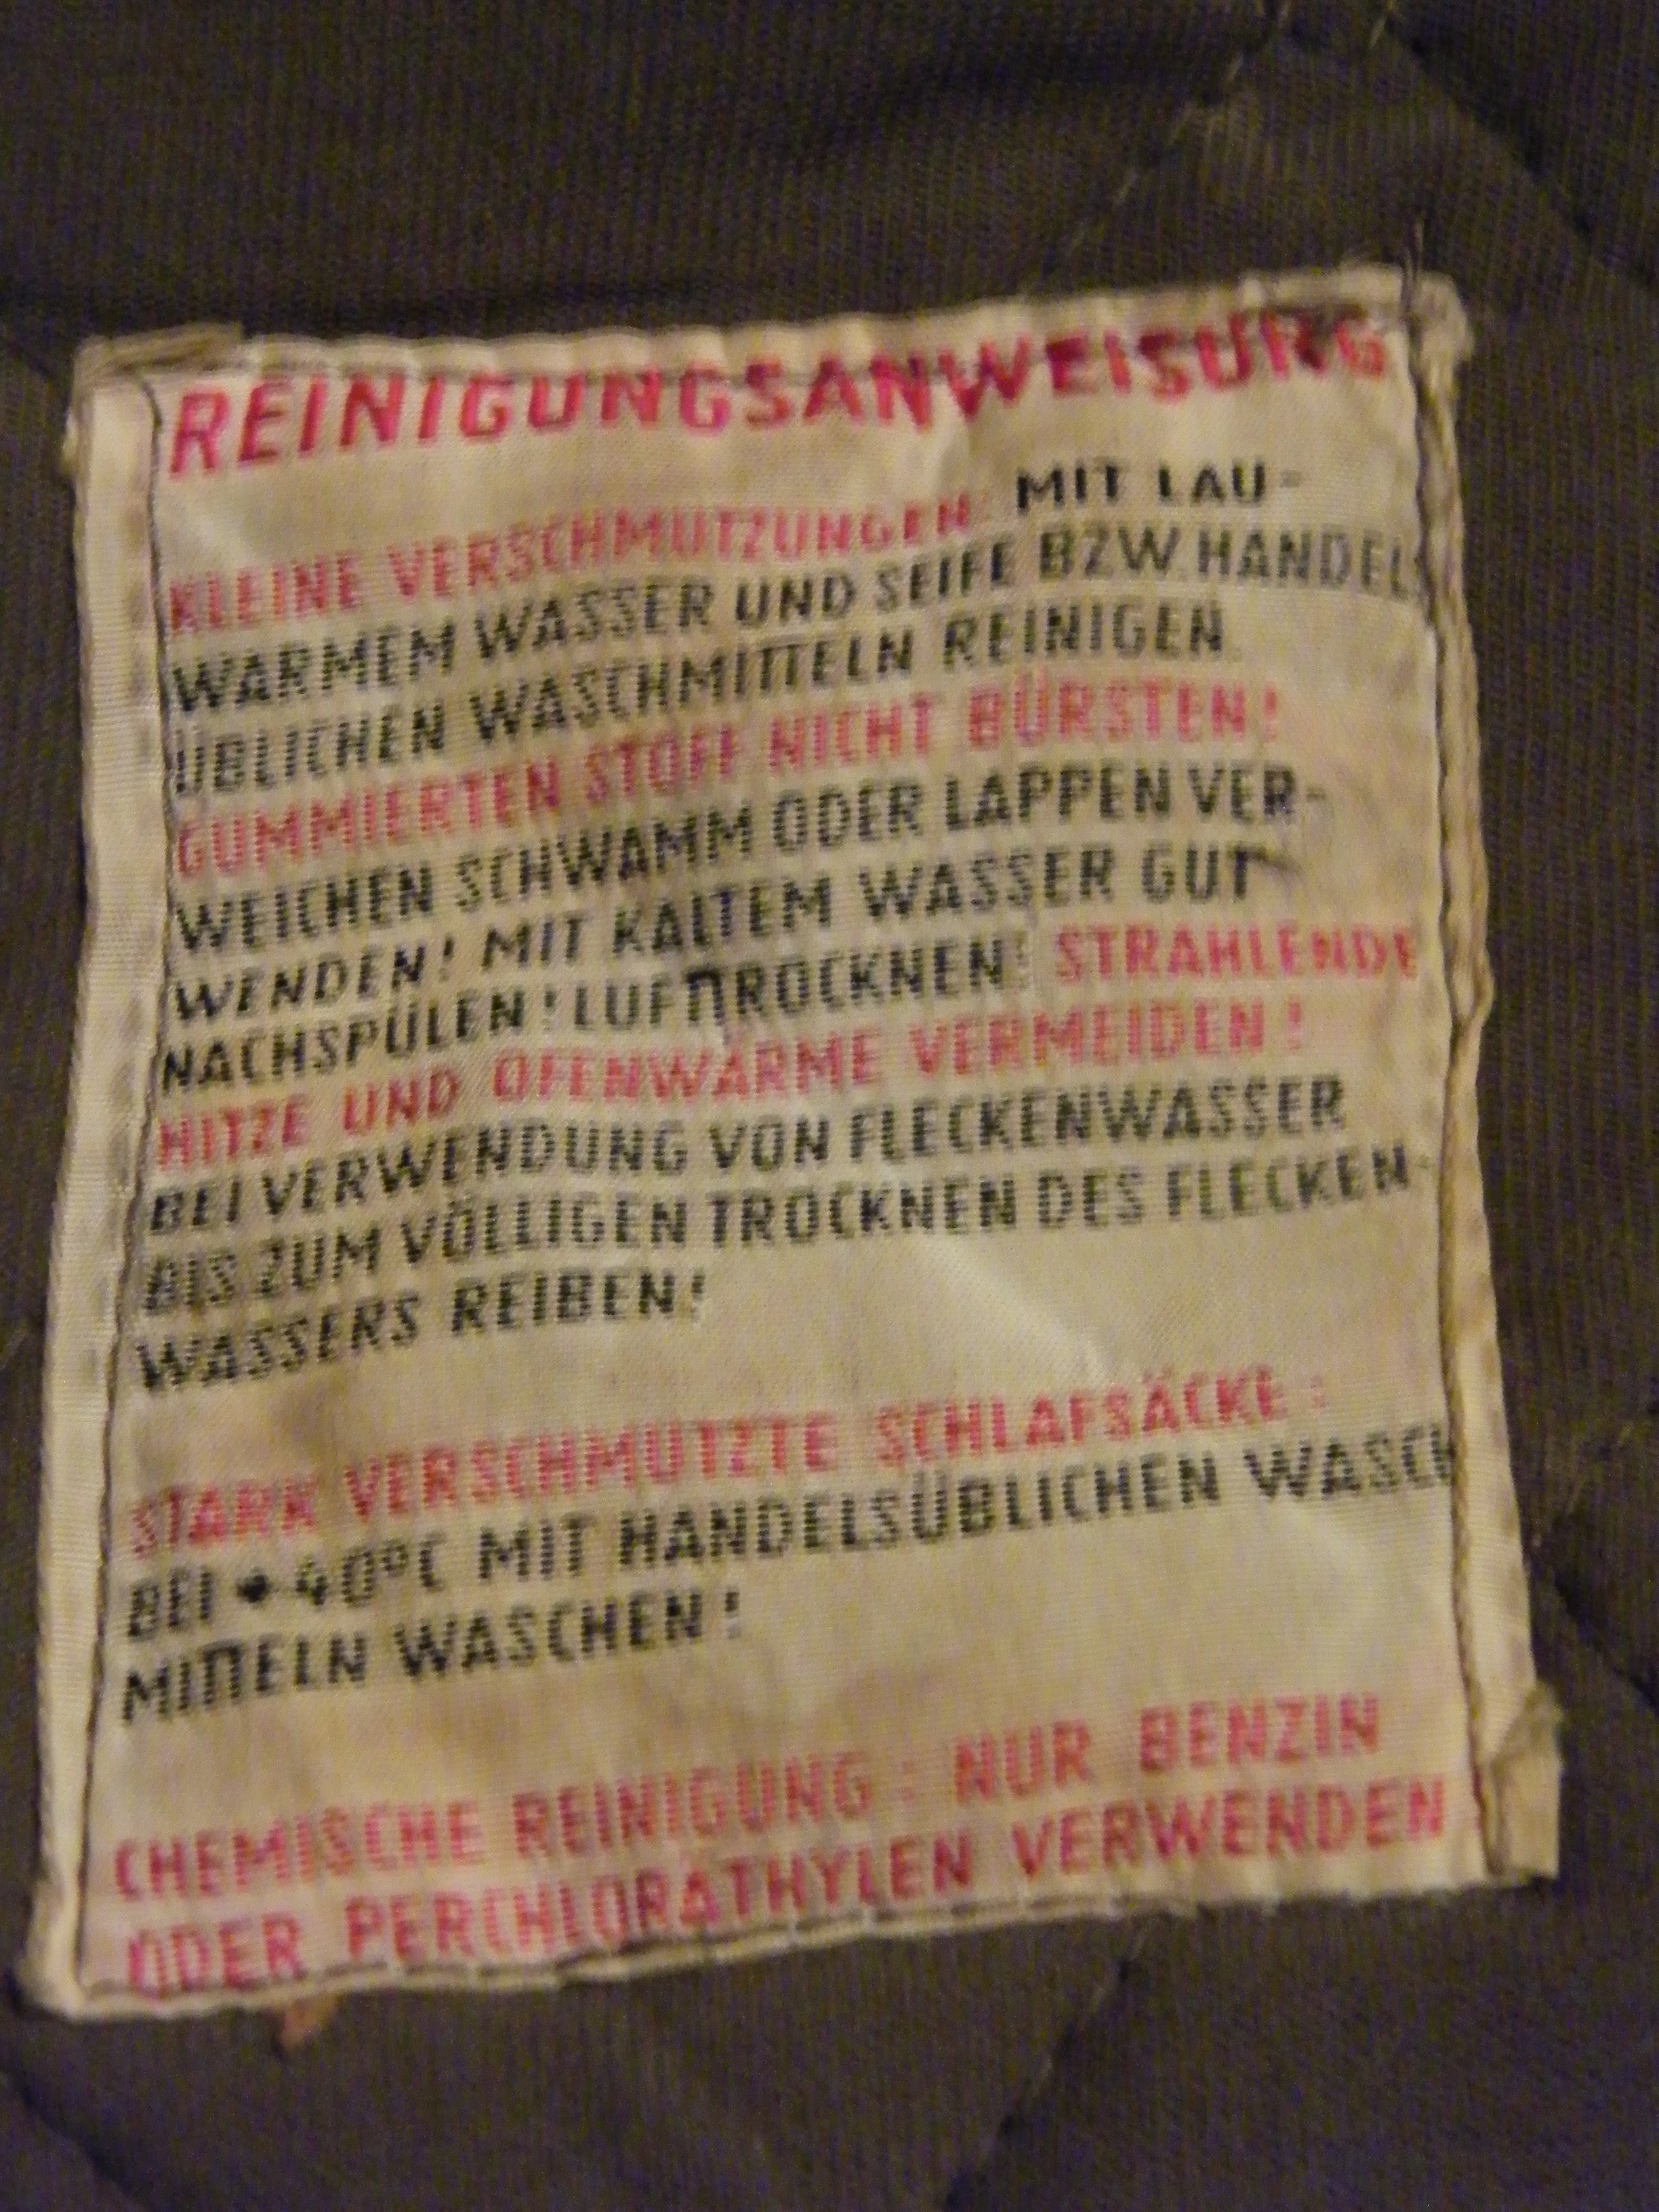 REINIGUNGSANWEISUNG
KLEINE VERSCHMUTZUNGEN: MIT LAU-
WARMEM WASSER UND SEIFE BZW. HANDELS
ÜBLICHEN WASCHMITTELN REINIGEN.
GUMMIERTEN STOFF NICHT BÜRSTEN!
WEICHEN SCHWAMM ODER LAPPEN VER-
WENDEN! MIT KALTEM WASSER GUT
NACHSPÜLEN! LUFTTROCKNEN! STRAHLENDE
HITZE UND OFENWÄRME VERMEIDEN!
BEI VERWENDUNG VON FLECKENWASSER
BIS ZUM VÖLLIGEN TROCKNEN DES FLECKEN-
WASSERS REIBEN!
STARK VERSCHMUTZTE SCHLAFSÄCKE:
BEI +40°C MIT HANDELSÜBLICHEN WASCH
MITTELN WASCHEN!
CHEMISCHE REINIGUNG: NUR BENZIN
ODER PERCHLORÄTHYLEN VERWENDEN